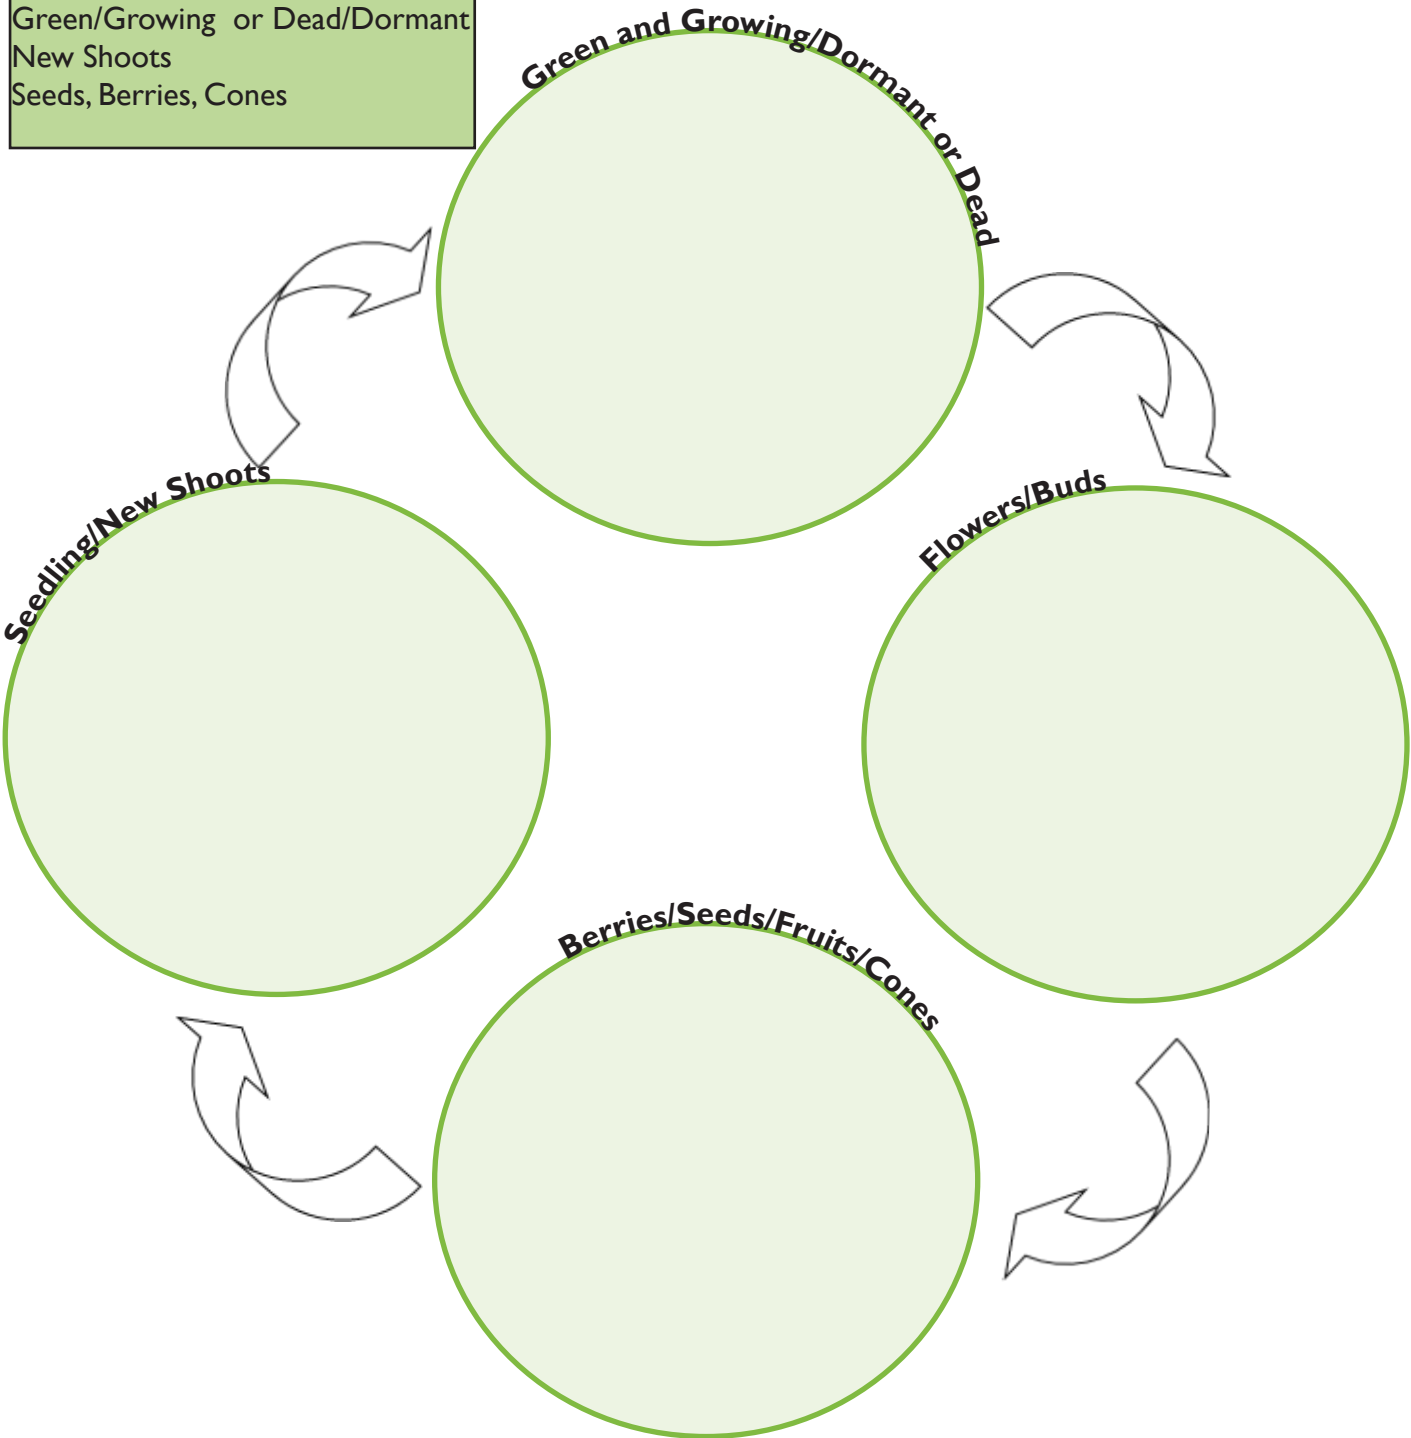 Green/Growing or Dead/Dormant
New Shoots
Seeds, Berries, Cones
Green and Growing/Dormant or Dead
Seedling/New Shoots
Flowers/Buds
Berries/Seeds/Fruits/Cones